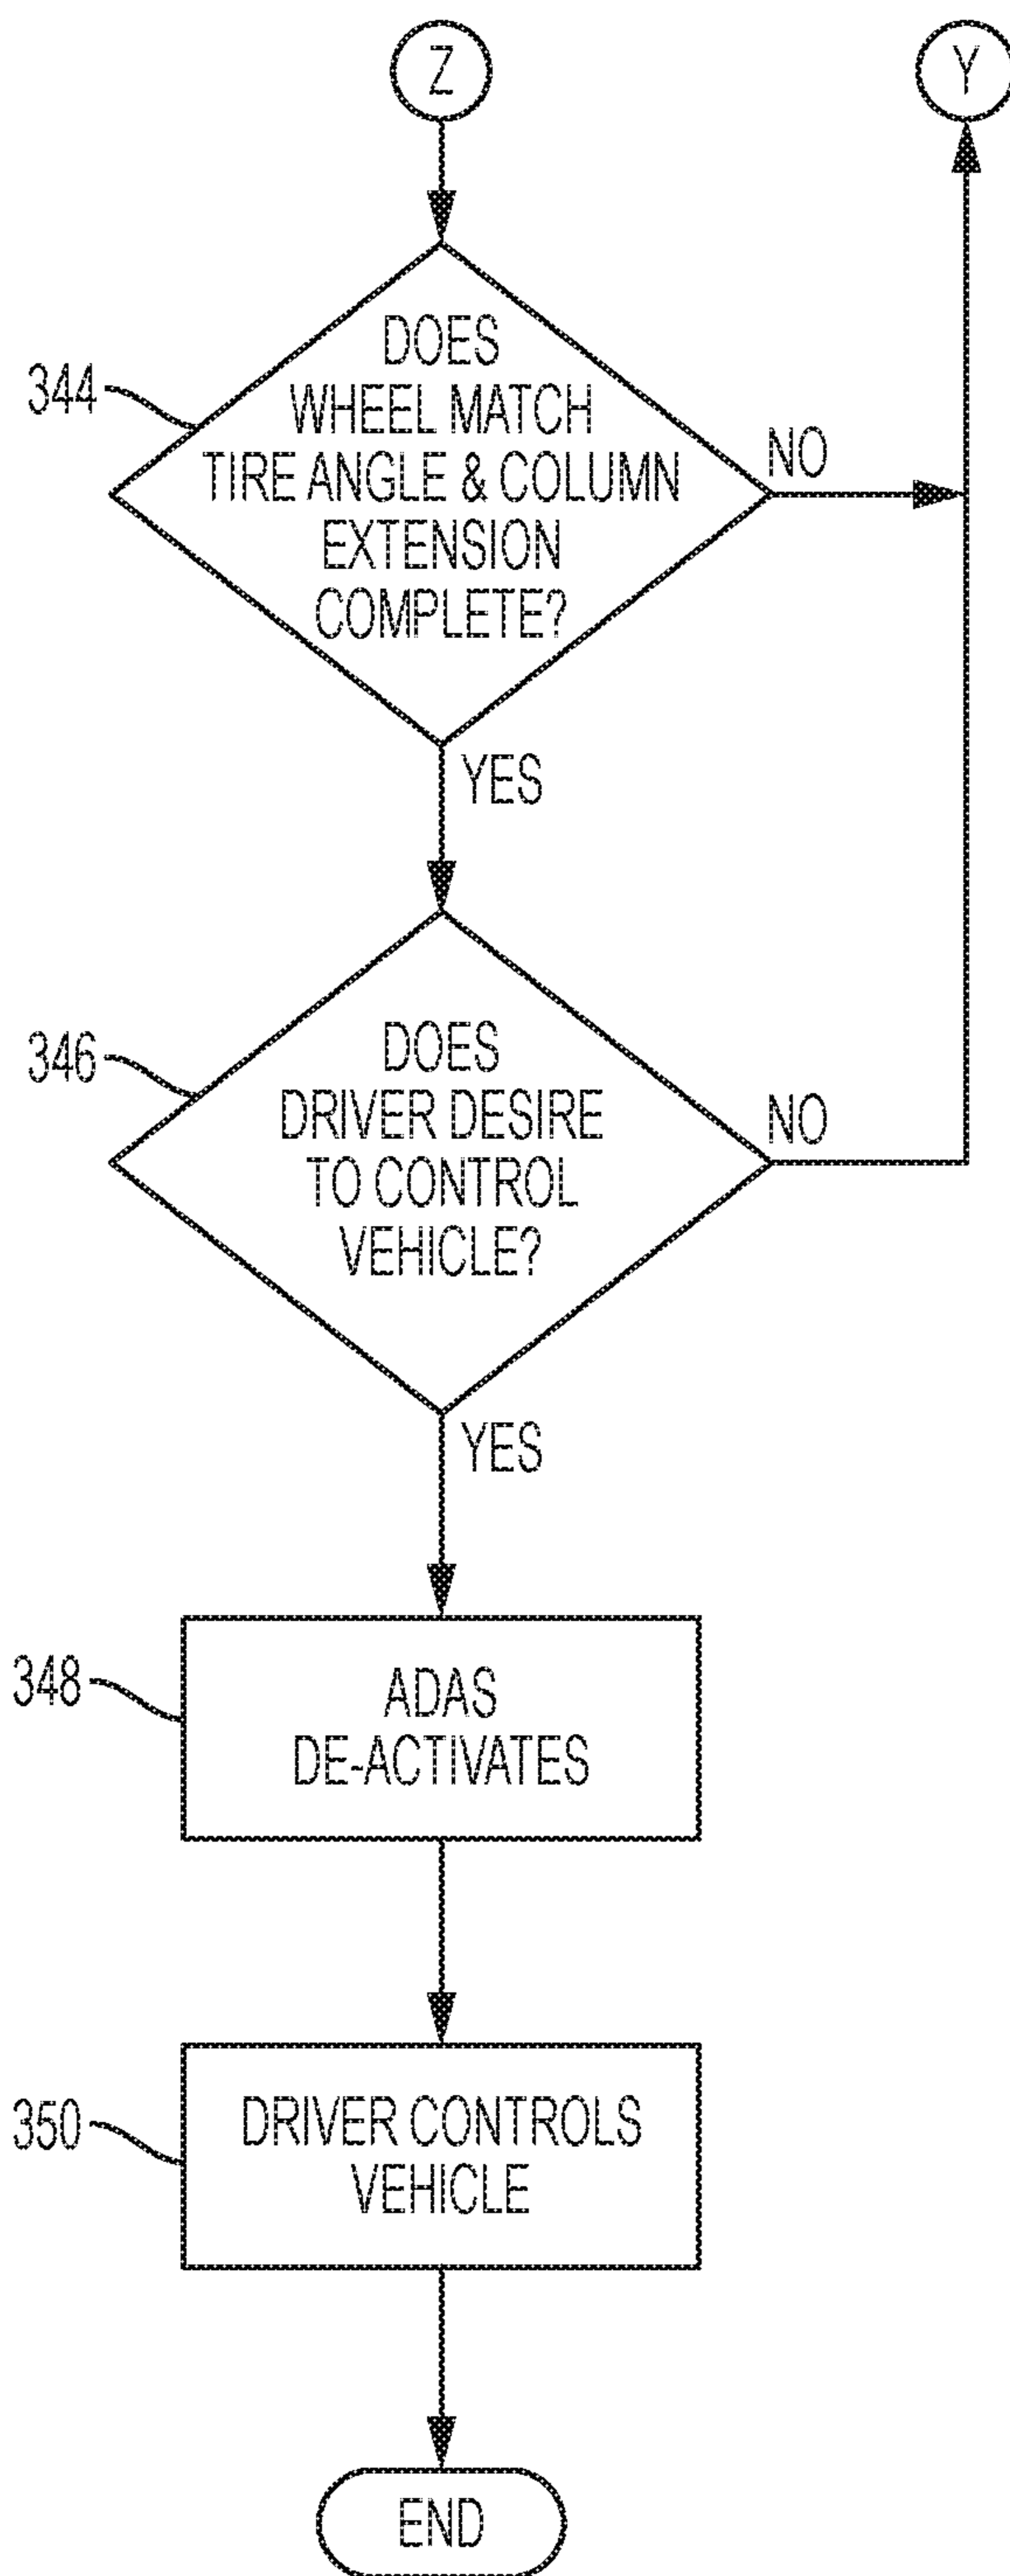 Z
Y
344
DOES
WHEEL MATCH
TIRE ANGLE & COLUMN
EXTENSION
COMPLETE?
NO
YES
346
DOES
DRIVER DESIRE
TO CONTROL
VEHICLE?
NO
YES
348
ADAS
DE-ACTIVATES
350
DRIVER CONTROLS
VEHICLE
END